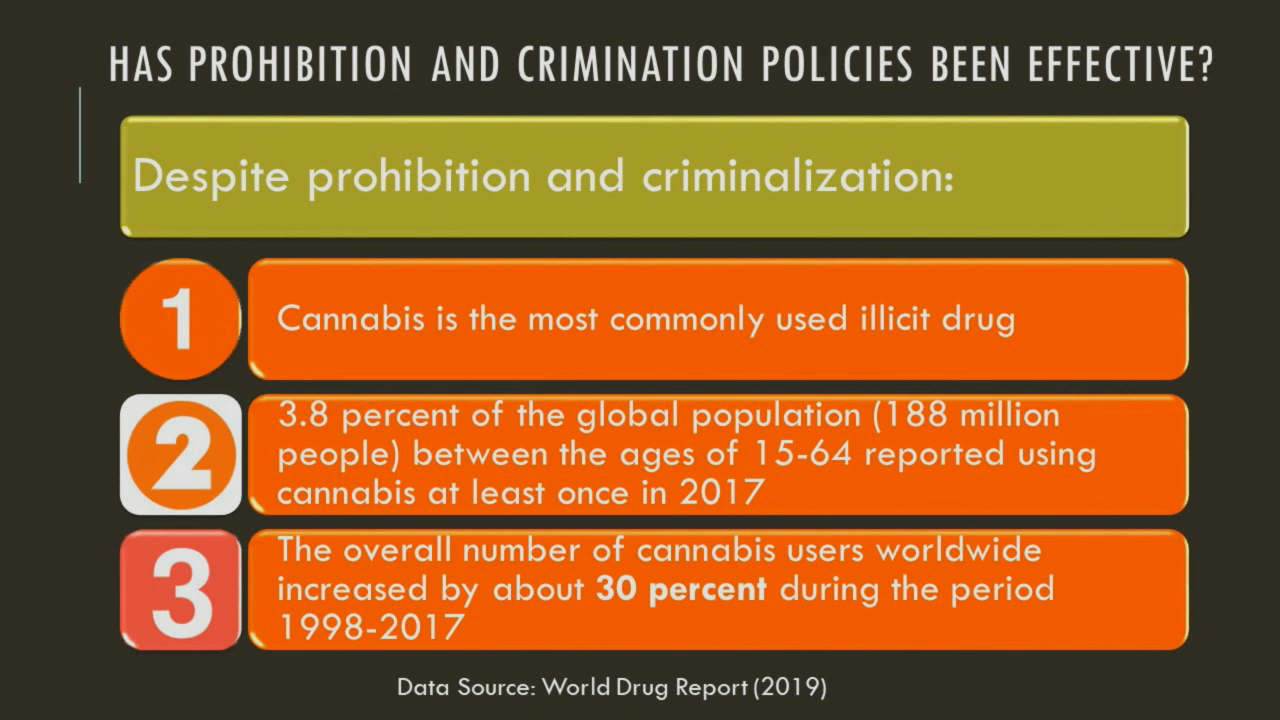 HAS PROHIBITION AND CRIMINATION POLICIES BEEN EFFECTIVE?
Despite prohibition and criminalization:
1
Cannabis is the most commonly used illicit drug
2
3.8 percent of the global population (188 million
people) between the ages of 15-64 reported using
cannabis at least once in 2017
3
The overall number of cannabis users worldwide
increased by about 30 percent during the period
1998-2017
Data Source: World Drug Report (2019)